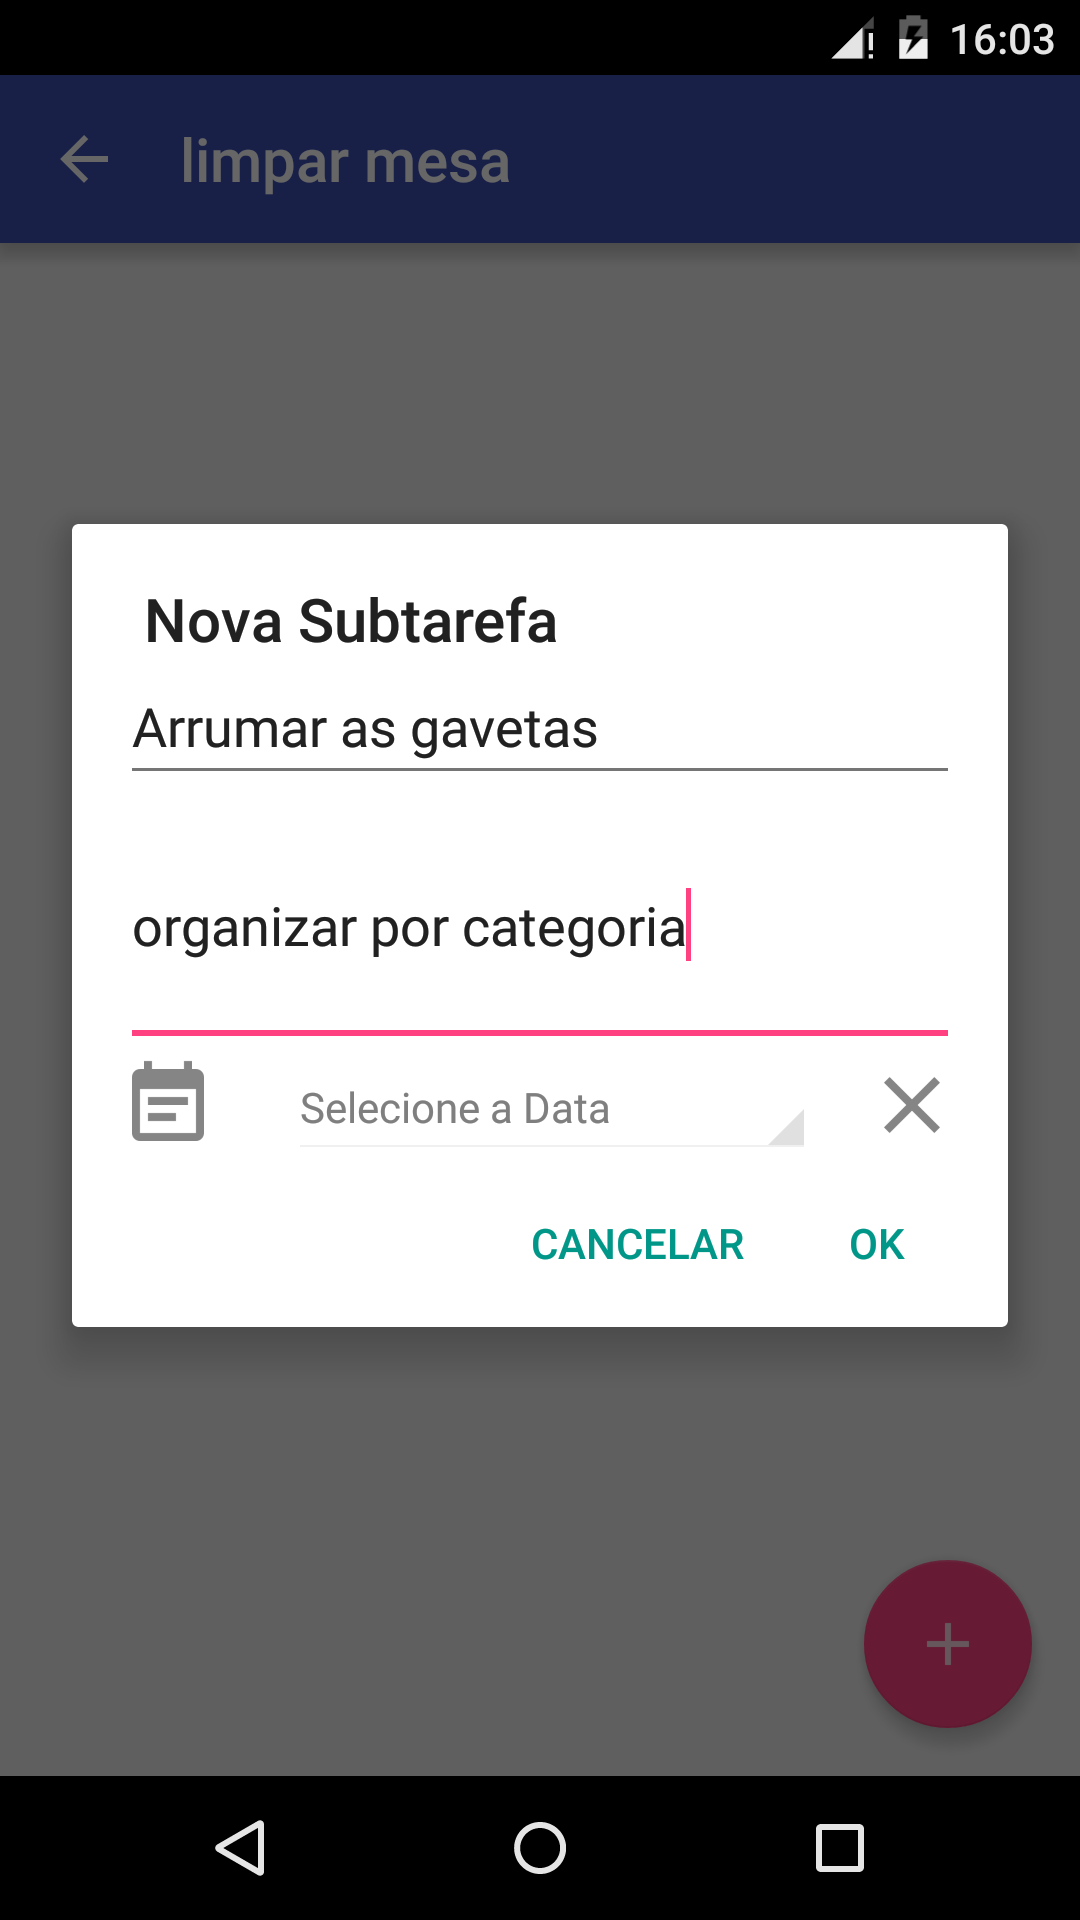 16:03
limpar mesa
Nova Subtarefa
Arrumar as gavetas
organizar por categoria
Selecione a Data
CANCELAR OK